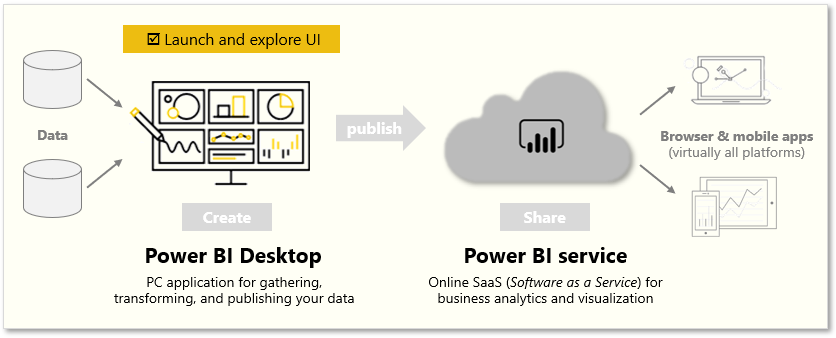 ☑ Launch and explore UI
Data
publish
Browser & mobile apps
(virtually all platforms)
Create
Share
Power BI Desktop
PC application for gathering,
transforming, and publishing your data
Power BI service
Online SaaS (Software as a Service) for
business analytics and visualization